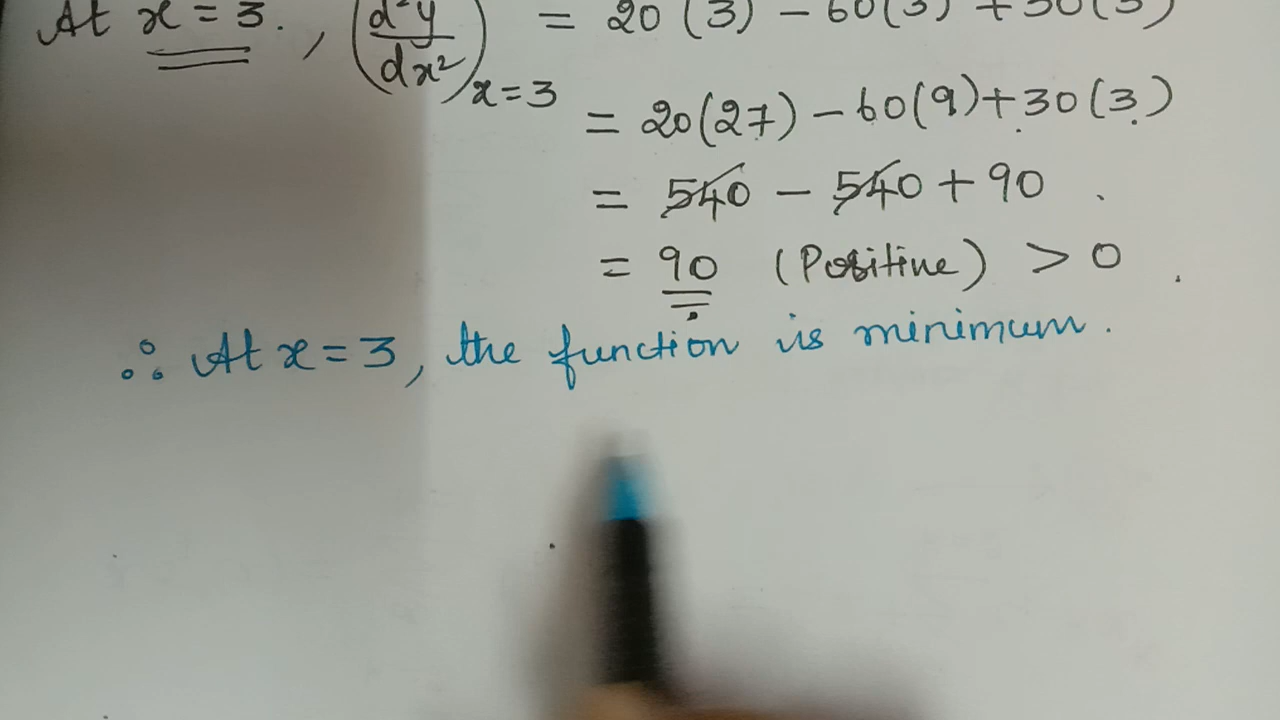 At x = 3. , (d²y/dx²)x=3 = 20(3) - 60(3) + 30(3)
= 20(27) - 60(9) + 30(3)
= 540 - 540 + 90
= 90 (Positive) > 0
∴ At x = 3, the function is minimum.